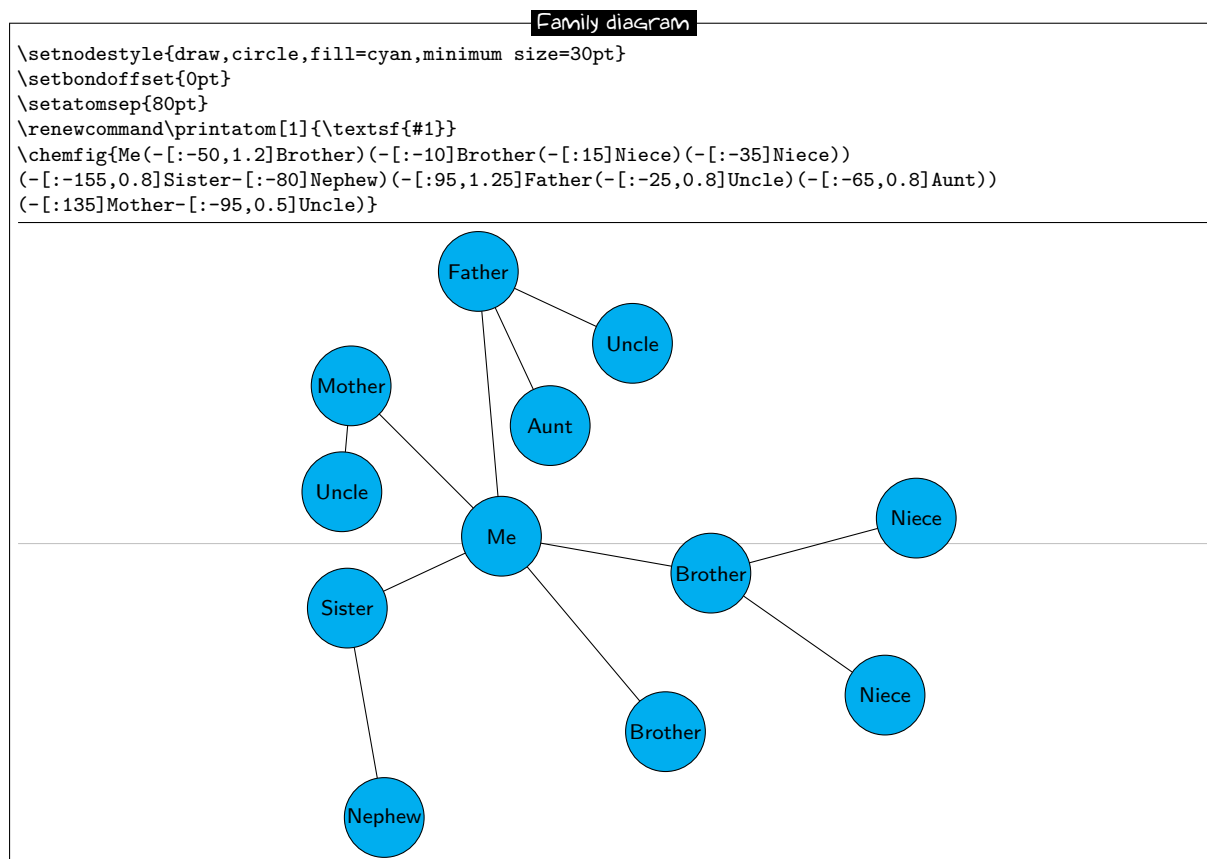 Family diagram
\setnodestyle{draw,circle,fill=cyan,minimum size=30pt}
\setbondoffset{0pt}
\setatomsep{80pt}
\renewcommand\printatom[1]{\textsf{#1}}
\chemfig{Me(-[:-50,1.2]Brother)(-[:-10]Brother(-[:15]Niece)(-[:-35]Niece))
(-[:-155,0.8]Sister-[:-80]Nephew)(-[:95,1.25]Father(-[:-25,0.8]Uncle)(-[:-65,0.8]Aunt))
(-[:135]Mother-[:-95,0.5]Uncle)}
Father
Uncle
Mother
Aunt
Uncle
Niece
Me
Brother
Sister
Niece
Brother
Nephew